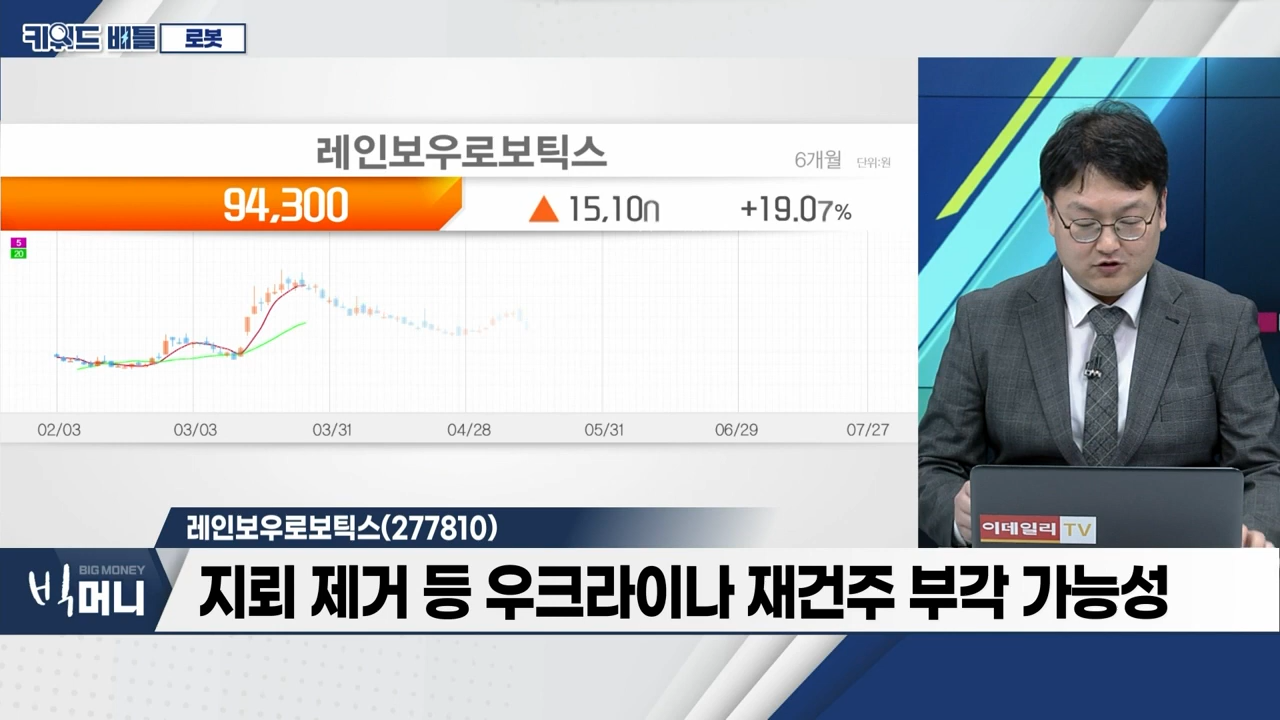 키워드 배틀 로봇
레인보우로보틱스
6개월 단위:원
94,300 ▲ 15,10n +19.07%
5
20
02/03 03/03 03/31 04/28 05/31 06/29 07/27
이데일리 TV
레인보우로보틱스(277810)
BIG MONEY
빅머니
지뢰 제거 등 우크라이나 재건주 부각 가능성